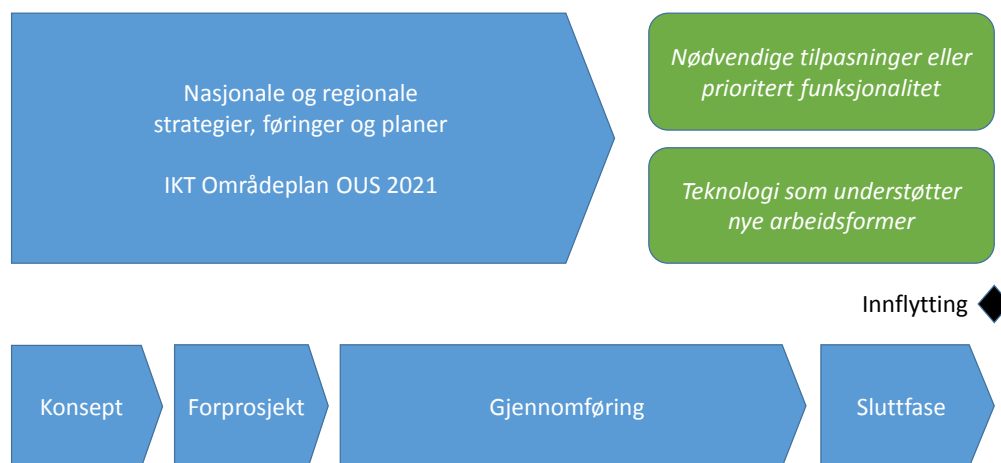 Nasjonale og regionale
strategier, føringer og planer
IKT Områdeplan OUS 2021
Nødvendige tilpasninger eller
prioritert funksjonalitet
Teknologi som understøtter
nye arbeidsformer
Innflytting
Konsept
Forprosjekt
Gjennomføring
Sluttfase